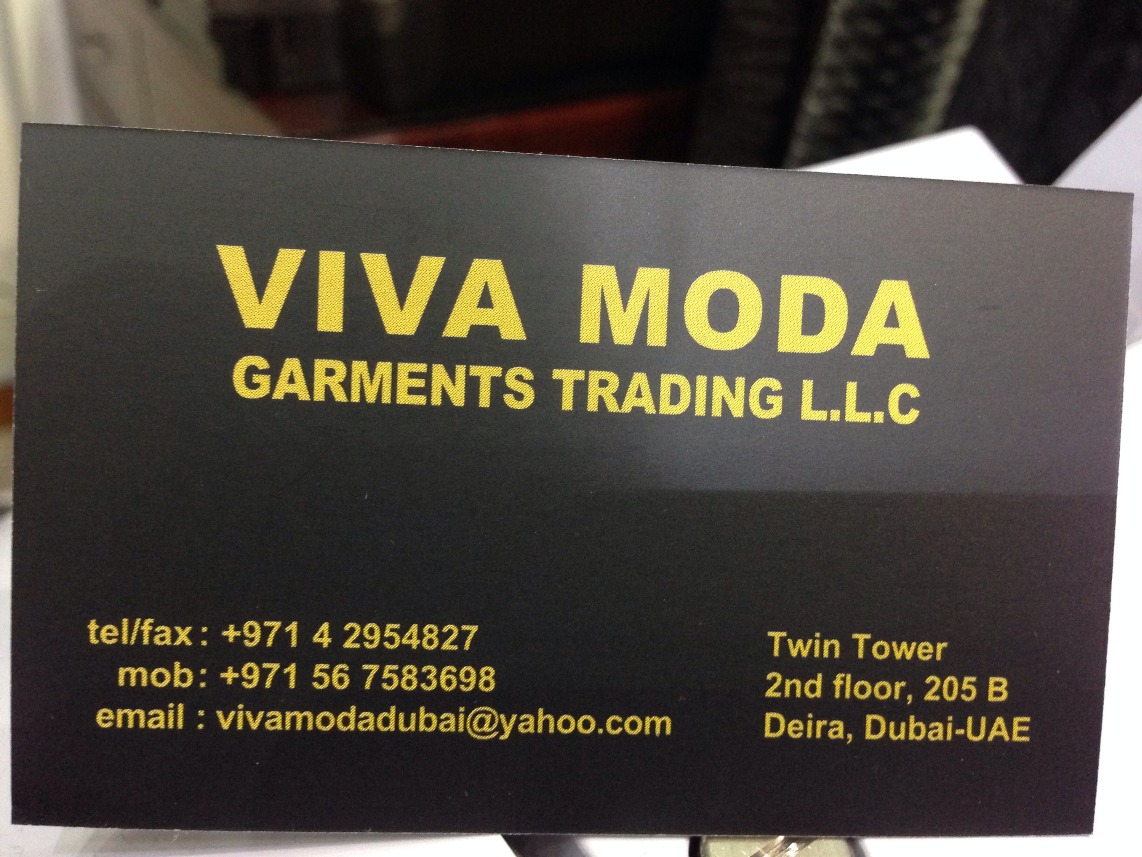 VIVA MODA
GARMENTS TRADING L.L.C
tel/fax : +971 4 2954827
mob : +971 56 7583698
email : vivamodadubai@yahoo.com
Twin Tower
2nd floor, 205 B
Deira, Dubai-UAE